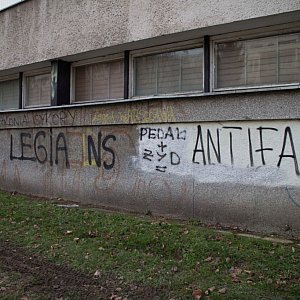 LEGIA NS
PEDAŁ
+
ŻYD
=
ANTIFA